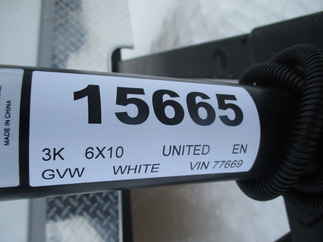 15665
3K 6X10 UNITED EN
GVW WHITE VIN 77669
MADE IN CHINA